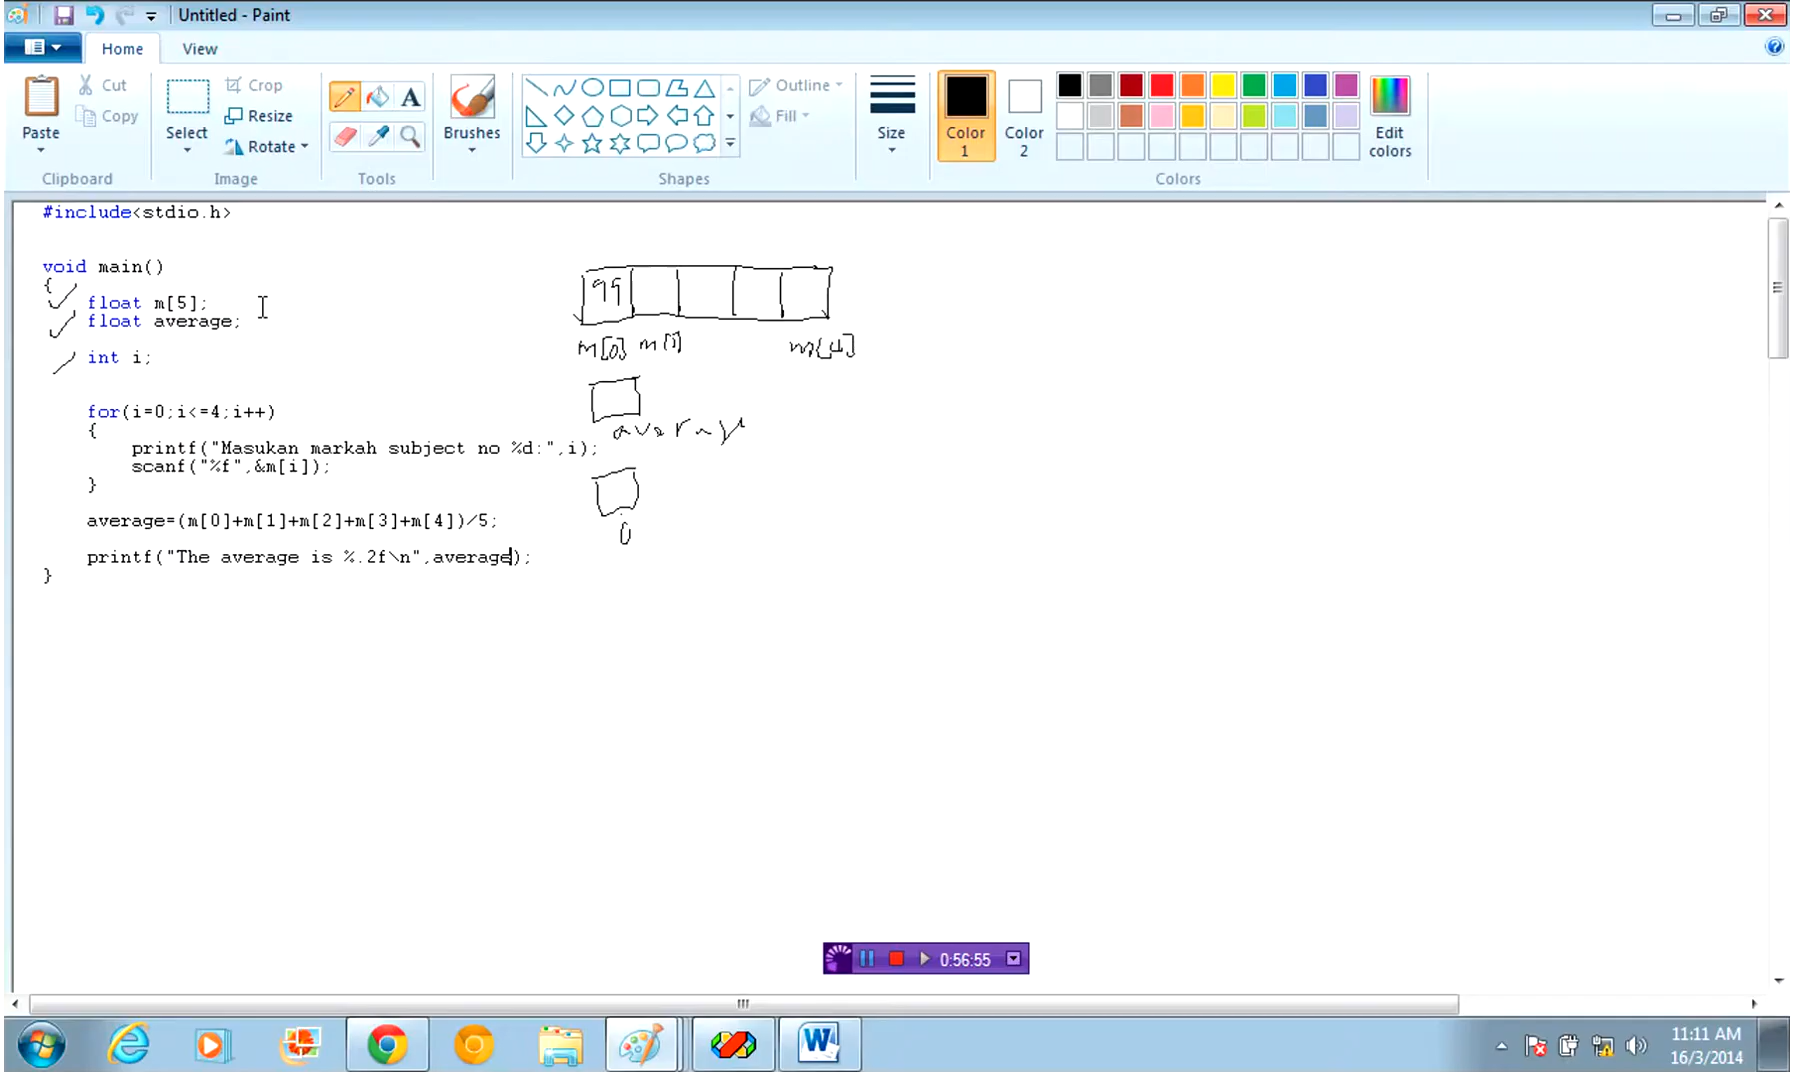 Untitled - Paint
Home
View
Paste
Cut
Copy
Clipboard
Select
Crop
Resize
Rotate
Image
Tools
Brushes
Shapes
Outline
Fill
Size
Color 1
Color 2
Edit colors
Colors
#include<stdio.h>
void main()
{
float m[5];
float average;
int i;
for(i=0;i<=4;i++)
{
printf("Masukan markah subject no %d:",i);
scanf("%f",&m[i]);
}
average=(m[0]+m[1]+m[2]+m[3]+m[4])/5;
printf("The average is %.2f\n",average);
}
99
m[0] m[1] m[4]
average
0
0:56:55
11:11 AM
16/3/2014